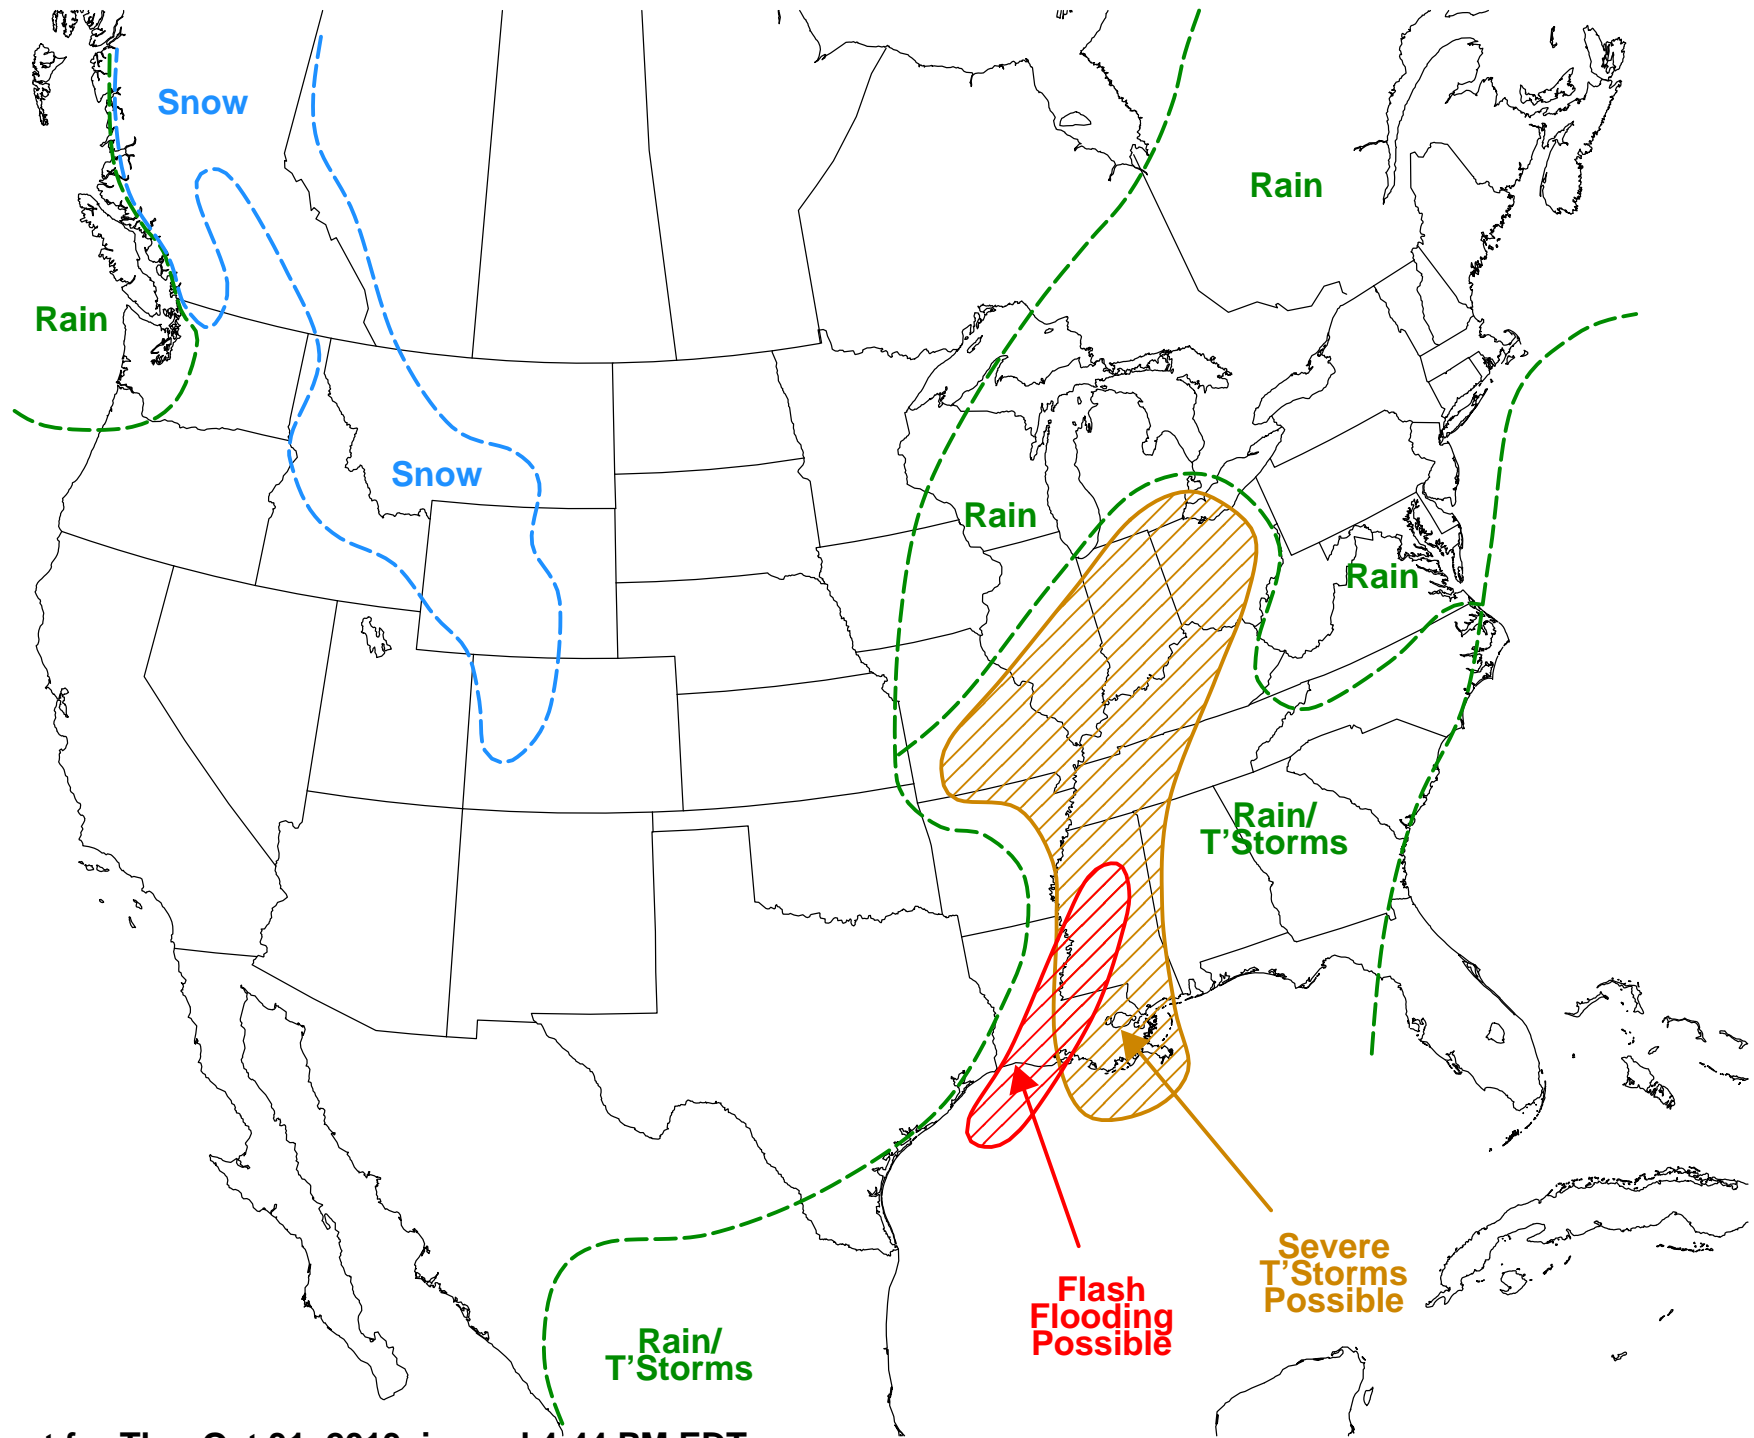 Snow
Rain
Rain
Snow
Rain
Rain
Rain/
T'Storms
Severe
T'Storms
Possible
Flash
Flooding
Possible
Rain/
T'Storms